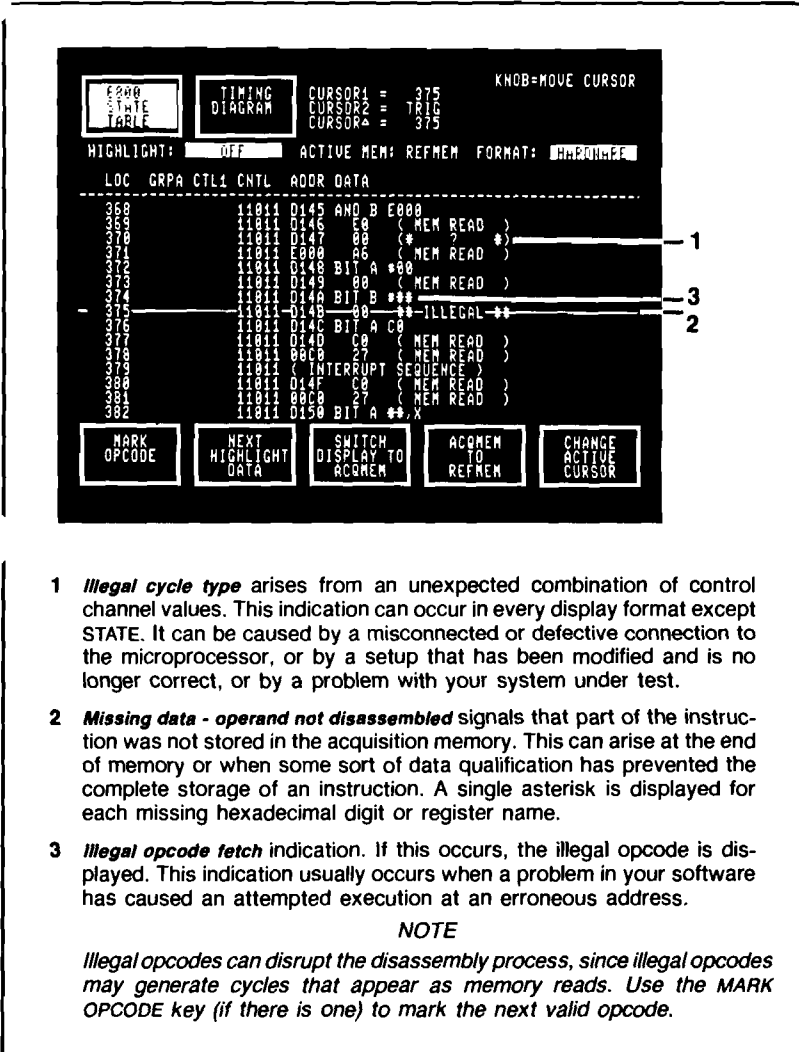 6800
STATE
TABLE
TIMING
DIAGRAM
CURSOR1 = 375
CURSOR2 = TRIG
CURSOR△ = 375
KNOB=MOVE CURSOR
HIGHLIGHT: OFF ACTIVE MEM: REFMEM FORMAT: HARDWARE
LOC GRPA CTL1 CNTL ADDR DATA
368 11011 D145 AND B E000
369 11011 D146 E0 ( MEM READ )
370 11011 D147 00 (* ? *)
371 11011 E000 A6 ( MEM READ )
372 11011 D148 BIT A #00
373 11011 D149 00 ( MEM READ )
374 11011 D14A BIT B #**
375 11011 D14B 00 ** ILLEGAL **
376 11011 D14C BIT A C0
377 11011 D14D C0 ( MEM READ )
378 11011 00C0 27 ( MEM READ )
379 11011 ( INTERRUPT SEQUENCE )
380 11011 D14F C0 ( MEM READ )
381 11011 00C0 27 ( MEM READ )
382 11011 D150 BIT A **,X
1
3
2
MARK
OPCODE
NEXT
HIGHLIGHT
DATA
SWITCH
DISPLAY TO
ACQMEM
ACQMEM
TO
REFMEM
CHANGE
ACTIVE
CURSOR
1 Illegal cycle type arises from an unexpected combination of control
channel values. This indication can occur in every display format except
STATE. It can be caused by a misconnected or defective connection to
the microprocessor, or by a setup that has been modified and is no
longer correct, or by a problem with your system under test.
2 Missing data - operand not disassembled signals that part of the instruc-
tion was not stored in the acquisition memory. This can arise at the end
of memory or when some sort of data qualification has prevented the
complete storage of an instruction. A single asterisk is displayed for
each missing hexadecimal digit or register name.
3 Illegal opcode fetch indication. If this occurs, the illegal opcode is dis-
played. This indication usually occurs when a problem in your software
has caused an attempted execution at an erroneous address.
NOTE
Illegal opcodes can disrupt the disassembly process, since illegal opcodes
may generate cycles that appear as memory reads. Use the MARK
OPCODE key (if there is one) to mark the next valid opcode.